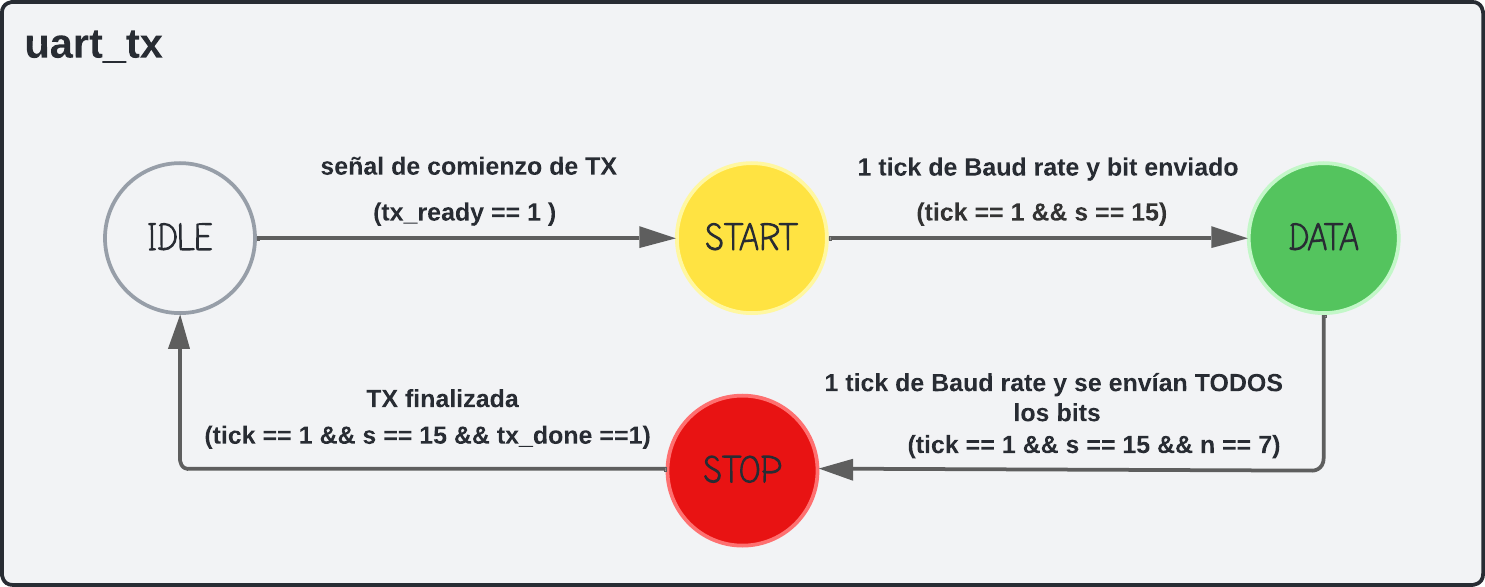 uart_tx
señal de comienzo de TX
(tx_ready == 1 )
1 tick de Baud rate y bit enviado
(tick == 1 && s == 15)
IDLE
START
DATA
TX finalizada
(tick == 1 && s == 15 && tx_done ==1)
1 tick de Baud rate y se envían TODOS
los bits
(tick == 1 && s == 15 && n == 7)
STOP